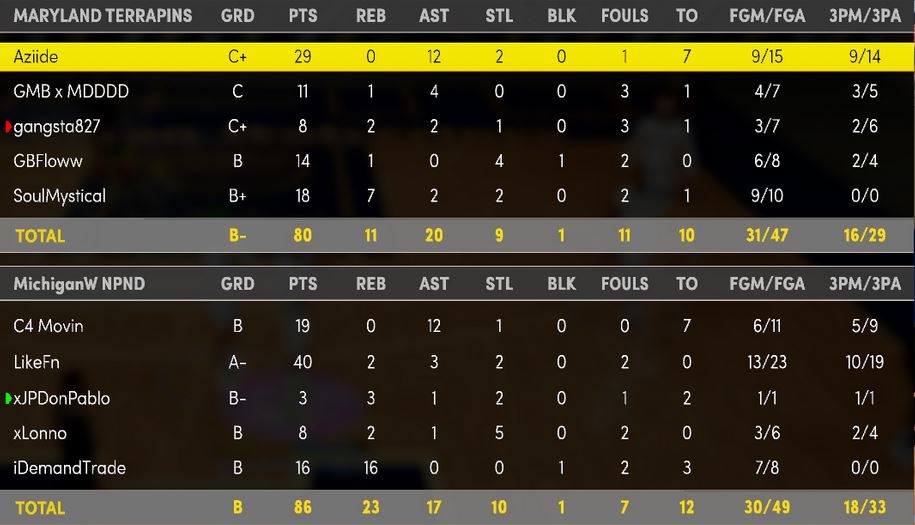 MARYLAND TERRAPINS GRD PTS REB AST STL BLK FOULS TO FGM/FGA 3PM/3PA
Aziide C+ 29 0 12 2 0 1 7 9/15 9/14
GMB x MDDDD C 11 1 4 0 0 3 1 4/7 3/5
gangsta827 C+ 8 2 2 1 0 3 1 3/7 2/6
GBFloww B 14 1 0 4 1 2 0 6/8 2/4
SoulMystical B+ 18 7 2 2 0 2 1 9/10 0/0
TOTAL B- 80 11 20 9 1 11 10 31/47 16/29
MichiganW NPND GRD PTS REB AST STL BLK FOULS TO FGM/FGA 3PM/3PA
C4 Movin B 19 0 12 1 0 0 7 6/11 5/9
LikeFn A- 40 2 3 2 0 2 0 13/23 10/19
xJPDonPablo B- 3 3 1 2 0 1 2 1/1 1/1
xLonno B 8 2 1 5 0 2 0 3/6 2/4
iDemandTrade B 16 16 0 0 1 2 3 7/8 0/0
TOTAL B 86 23 17 10 1 7 12 30/49 18/33